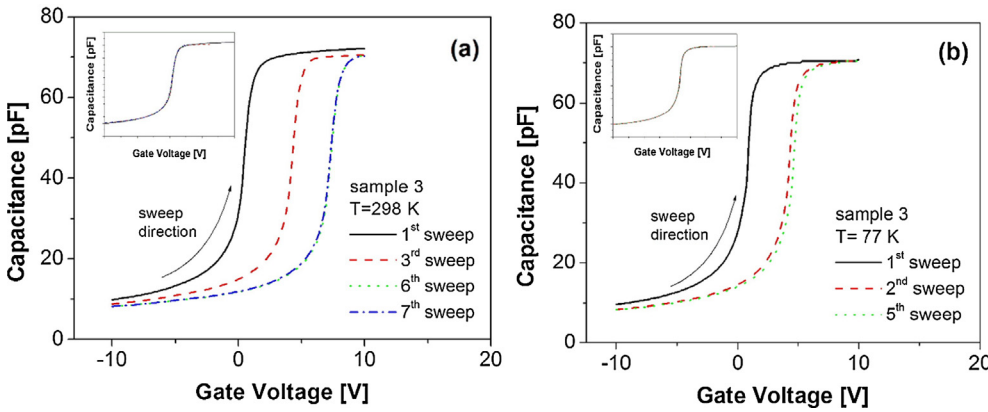 (a)
Capacitance [pF]
80
60
40
20
0
Capacitance [pF]
Gate Voltage [V]
sweep
direction
sample 3
T=298 K
1st sweep
3rd sweep
6th sweep
7th sweep
-10
0
10
20
Gate Voltage [V]
(b)
Capacitance [pF]
80
60
40
20
0
Capacitance [pF]
Gate Voltage [V]
sweep
direction
sample 3
T= 77 K
1st sweep
2nd sweep
5th sweep
-10
0
10
20
Gate Voltage [V]